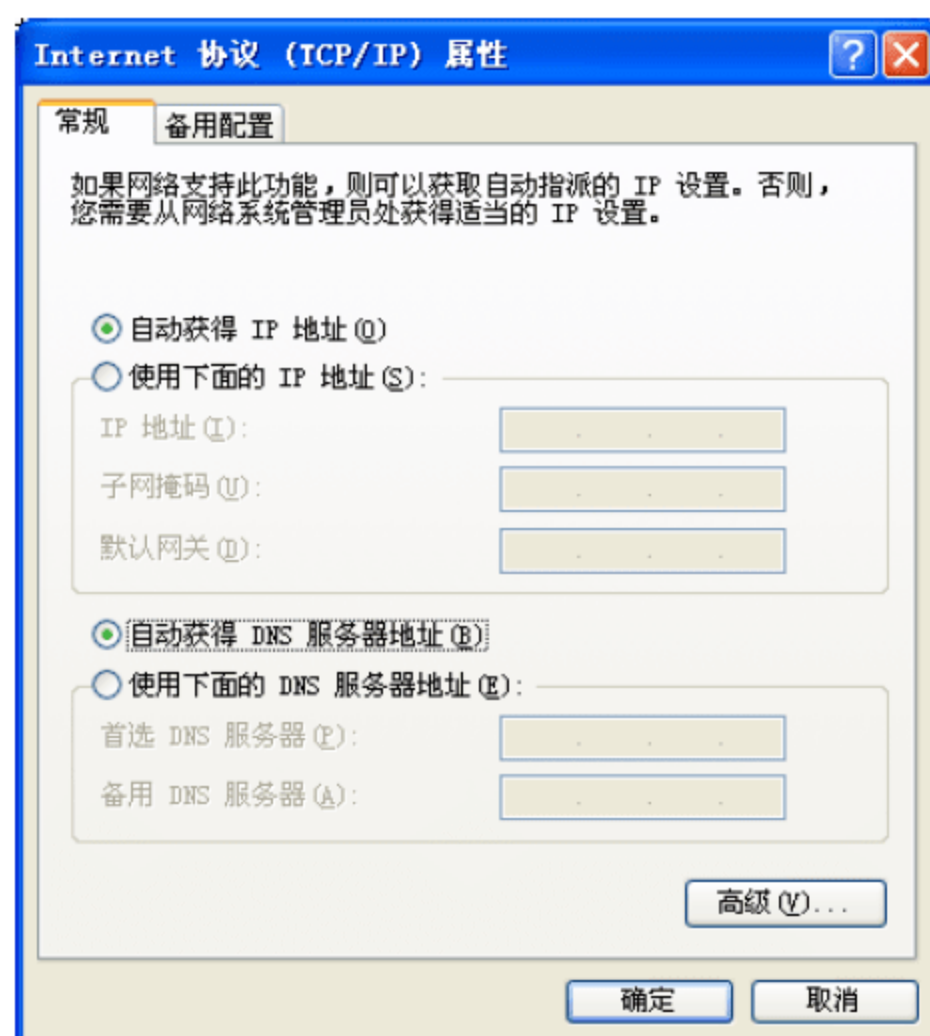 Internet 协议 (TCP/IP) 属性
常规 备用配置
如果网络支持此功能,则可以获取自动指派的 IP 设置。否则,
您需要从网络系统管理员处获得适当的 IP 设置。
自动获得 IP 地址(O)
使用下面的 IP 地址(S):
IP 地址(I):
子网掩码(U):
默认网关(D):
自动获得 DNS 服务器地址(B)
使用下面的 DNS 服务器地址(E):
首选 DNS 服务器(P):
备用 DNS 服务器(A):
高级(V)...
确定 取消